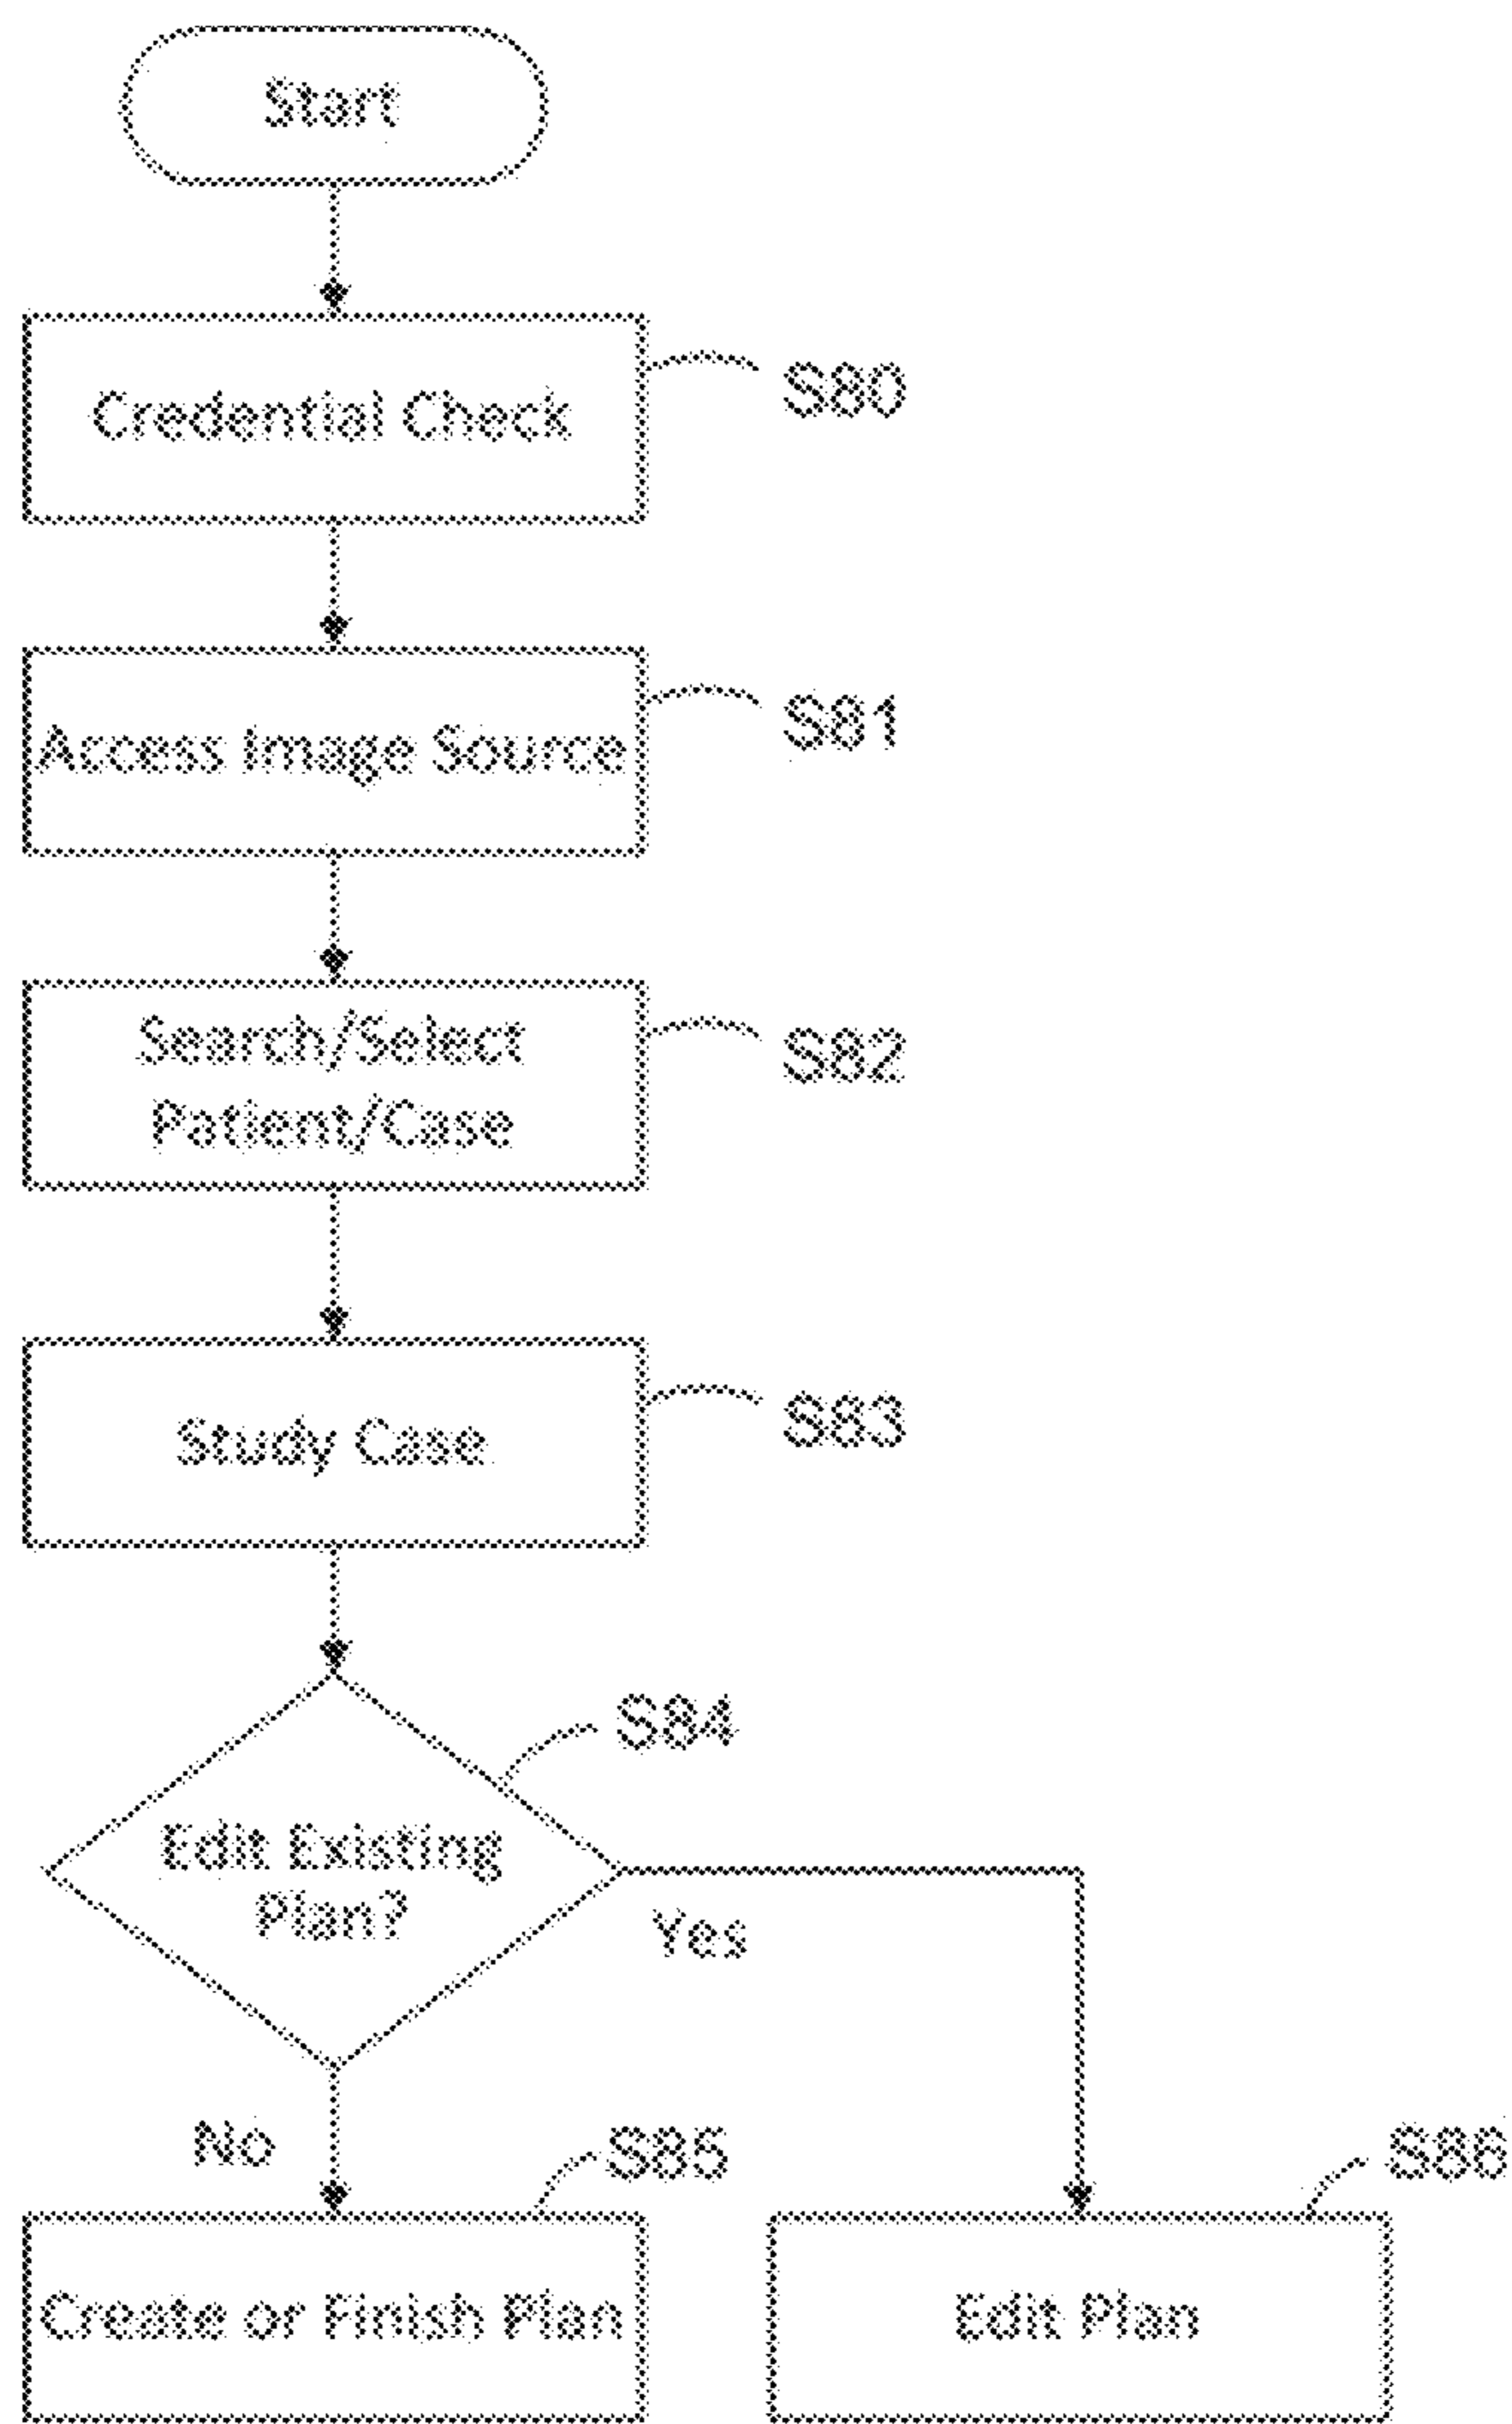 Start
Credential Check
S80
Access Image Source
S81
Search/Select
Patient/Case
S82
Study Case
S83
S84
Edit Existing
Plan?
Yes
No
S85
S86
Create or Finish Plan
Edit Plan